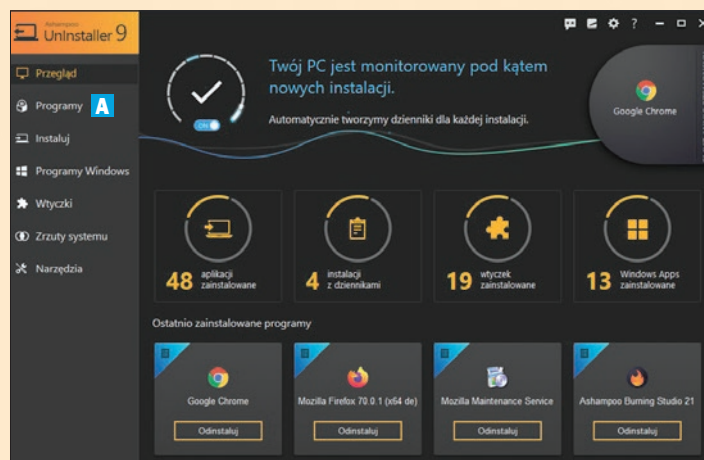 Ashampoo
UnInstaller 9
?
Przegląd
Programy A
Instaluj
Programy Windows
Wtyczki
Zrzuty systemu
Narzędzia
Twój PC jest monitorowany pod kątem
nowych instalacji.
Automatycznie tworzymy dzienniki dla każdej instalacji.
ON
Google Chrome
48 aplikacji
zainstalowane
4 instalacji
z dziennikami
19 wtyczek
zainstalowane
13 Windows Apps
zainstalowane
Ostatnio zainstalowane programy
Google Chrome
Odinstaluj
Mozilla Firefox 70.0.1 (x64 de)
Odinstaluj
Mozilla Maintenance Service
Odinstaluj
Ashampoo Burning Studio 21
Odinstaluj